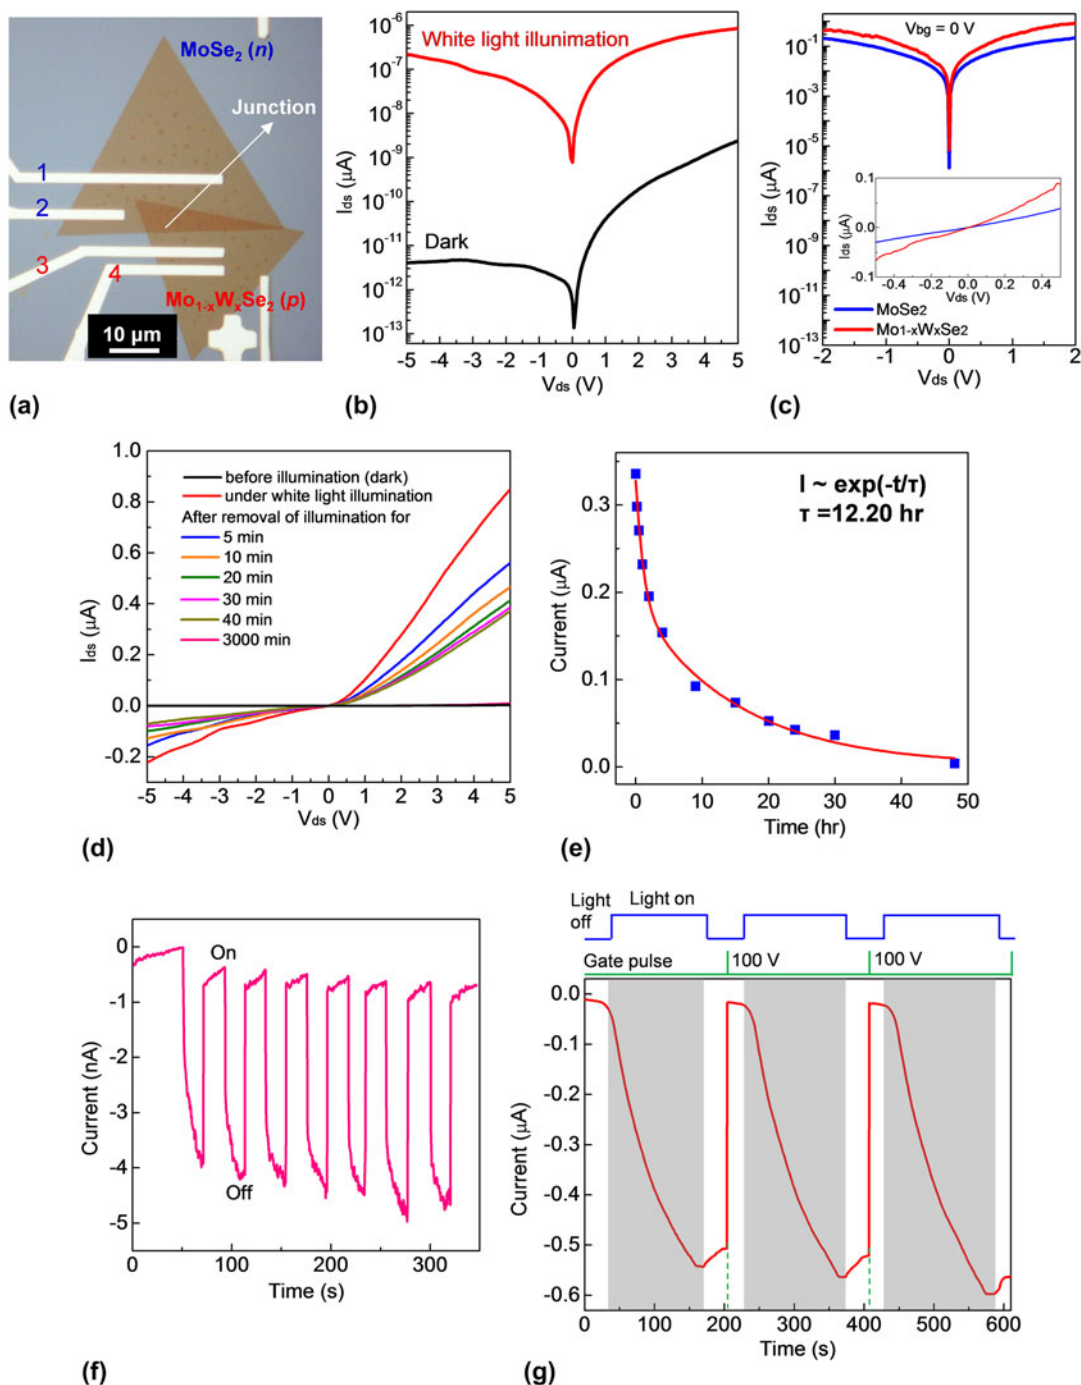 MoSe2 (n)
Junction
1
2
3
4
Mo1-xWxSe2 (p)
10 μm
(a)
10-6
10-7
10-8
10-9
10-10
10-11
10-12
10-13
Ids (μA)
White light illunimation
Dark
-5 -4 -3 -2 -1 0 1 2 3 4 5
Vds (V)
(b)
10-1
10-3
10-5
10-7
10-9
10-11
10-13
Ids (μA)
Vbg = 0 V
0.1
0.0
-0.1
Ids (μA)
-0.4 -0.2 0.0 0.2 0.4
Vds (V)
MoSe2
Mo1-xWxSe2
-2 -1 0 1 2
Vds (V)
(c)
1.0
0.8
0.6
0.4
0.2
0.0
-0.2
Ids (μA)
before illumination (dark)
under white light illumination
After removal of illumination for
5 min
10 min
20 min
30 min
40 min
3000 min
-5 -4 -3 -2 -1 0 1 2 3 4 5
Vds (V)
(d)
0.3
0.2
0.1
0.0
Current (μA)
I ~ exp(-t/τ)
τ =12.20 hr
0 10 20 30 40 50
Time (hr)
(e)
0
-1
-2
-3
-4
-5
Current (nA)
On
Off
0 100 200 300
Time (s)
(f)
Light off
Light on
Gate pulse
100 V
100 V
0.0
-0.1
-0.2
-0.3
-0.4
-0.5
-0.6
Current (μA)
0 100 200 300 400 500 600
Time (s)
(g)